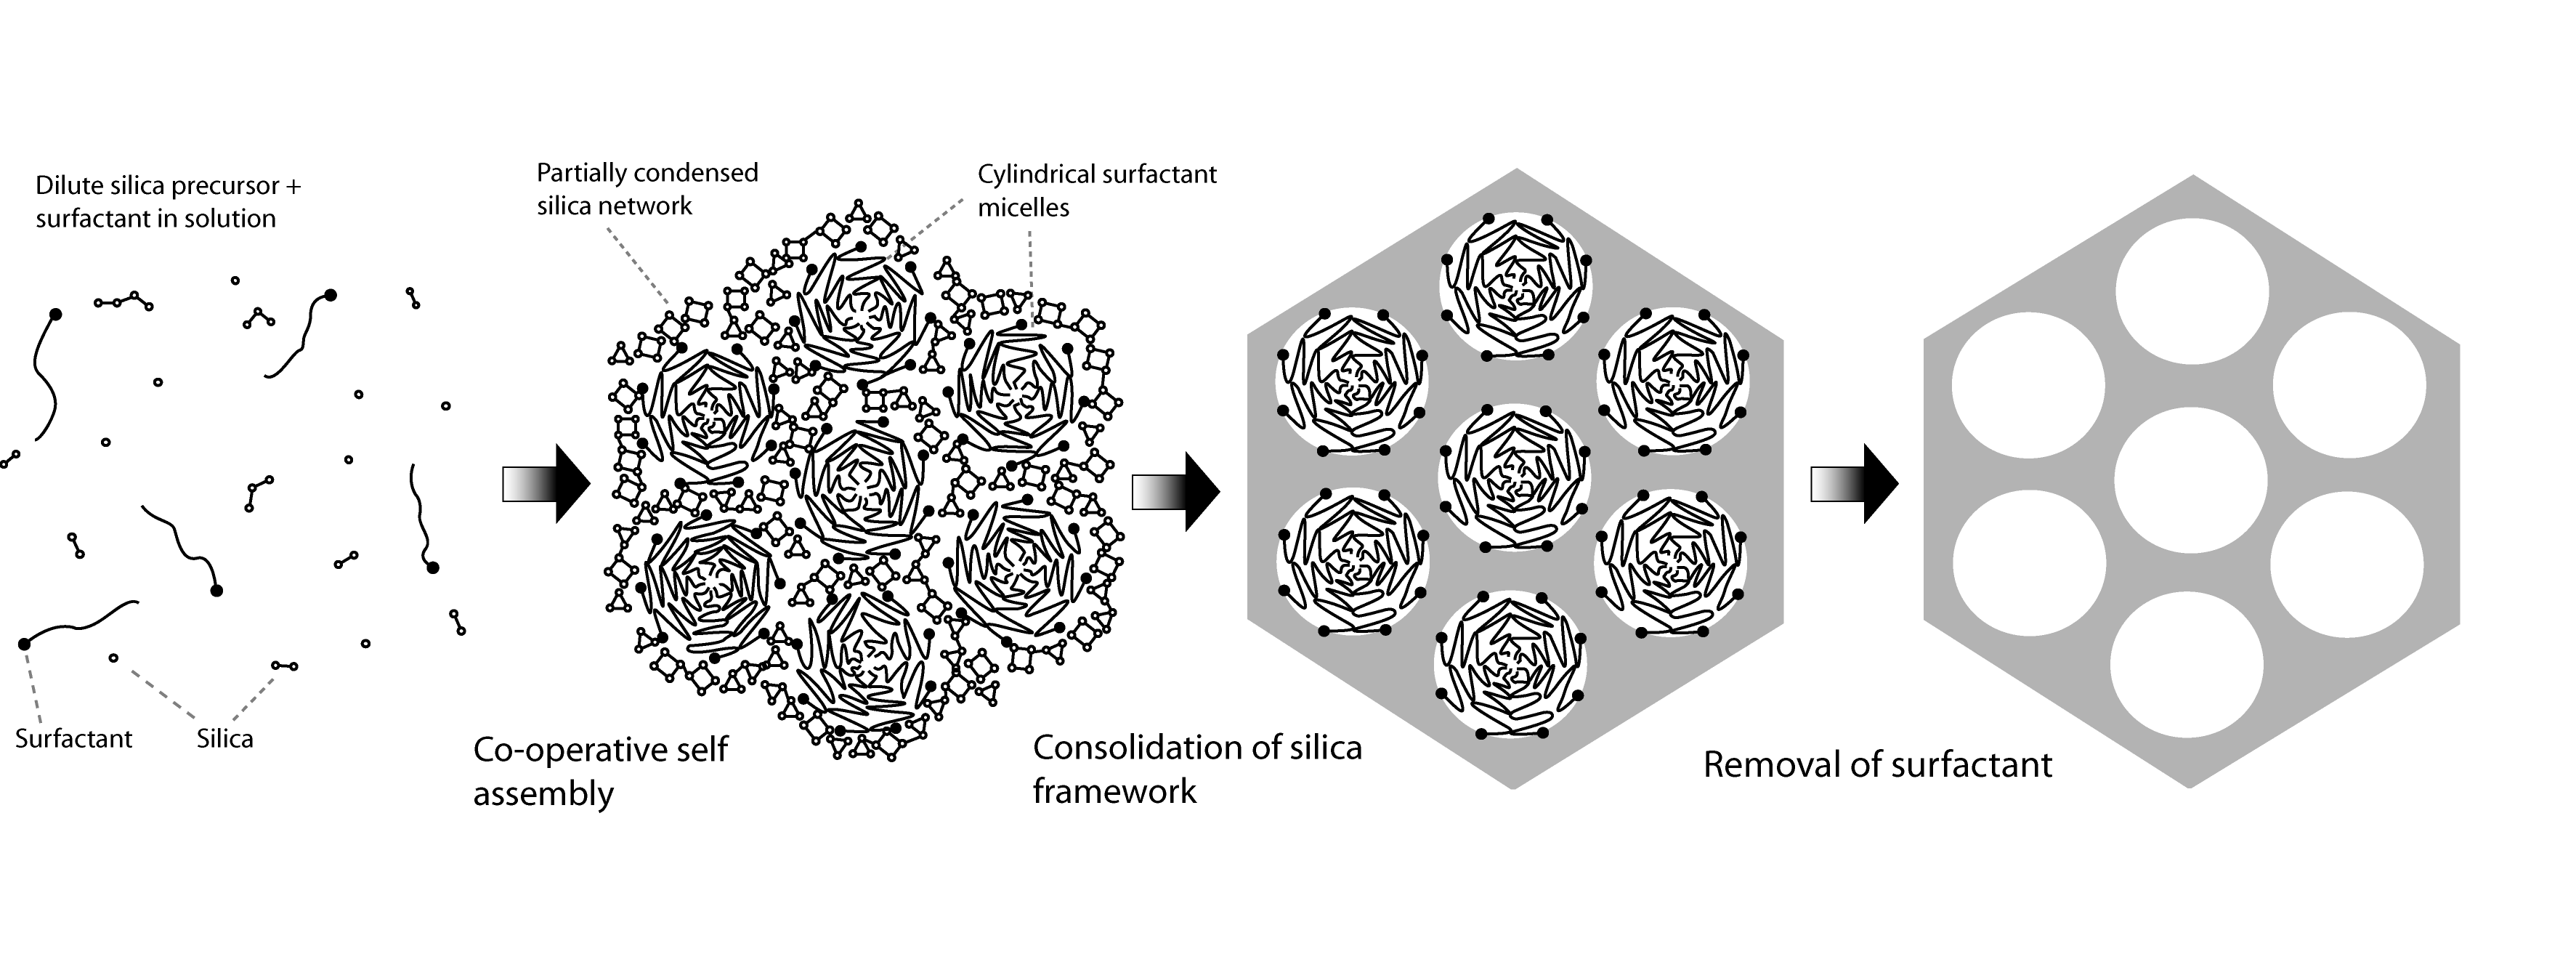 Dilute silica precursor +
surfactant in solution
Surfactant
Silica
Partially condensed
silica network
Cylindrical surfactant
micelles
Co-operative self
assembly
Consolidation of silica
framework
Removal of surfactant